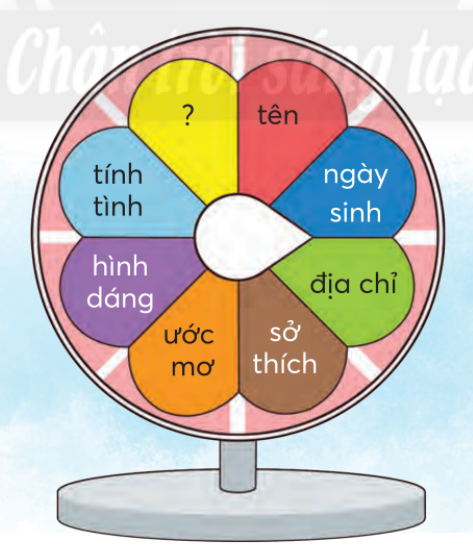 Chân trời sáng tạo
?
tên
ngày
sinh
địa chỉ
sở
thích
ước
mơ
hình
dáng
tính
tình